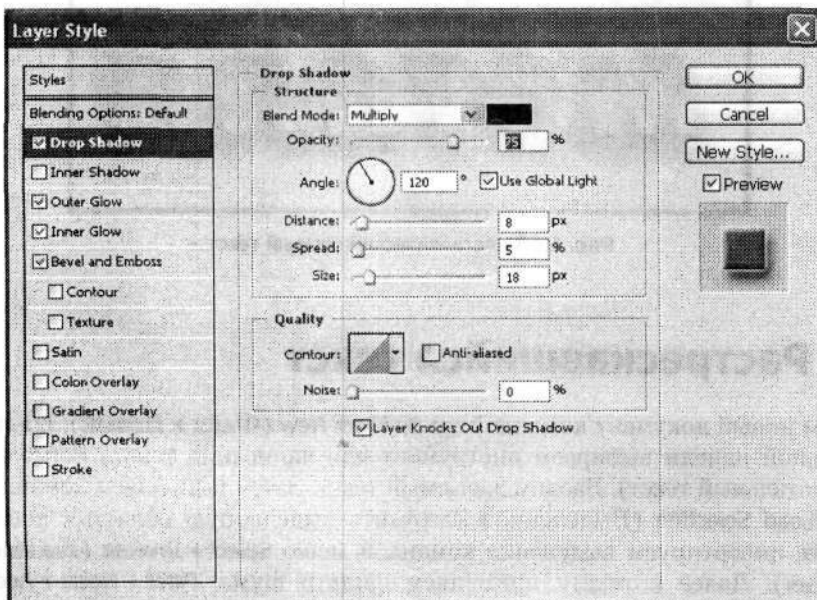 Layer Style
Styles
Blending Options: Default
Drop Shadow
Inner Shadow
Outer Glow
Inner Glow
Bevel and Emboss
Contour
Texture
Satin
Color Overlay
Gradient Overlay
Pattern Overlay
Stroke
Drop Shadow
Structure
Blend Mode: Multiply
Opacity: 75 %
Angle: 120 ° Use Global Light
Distance: 8 px
Spread: 5 %
Size: 18 px
Quality
Contour: Anti-aliased
Noise: 0 %
Layer Knocks Out Drop Shadow
OK
Cancel
New Style...
Preview